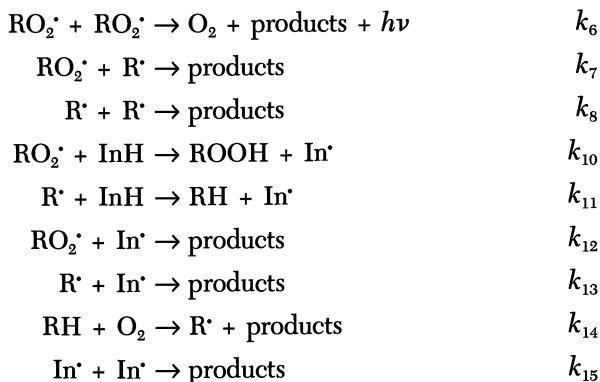 RO₂• + RO₂• → O₂ + products + hν k₆
RO₂• + R• → products k₇
R• + R• → products k₈
RO₂• + InH → ROOH + In• k₁₀
R• + InH → RH + In• k₁₁
RO₂• + In• → products k₁₂
R• + In• → products k₁₃
RH + O₂ → R• + products k₁₄
In• + In• → products k₁₅